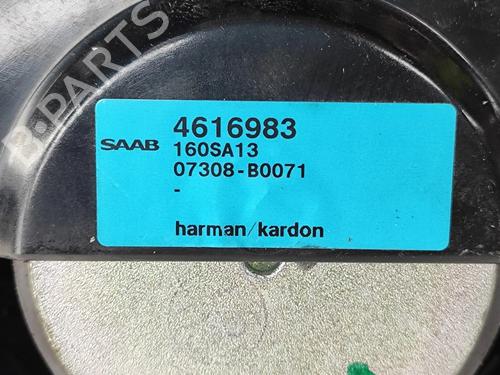 B-PARTS
SAAB
4616983
160SA13
07308-B0071
-
harman/kardon